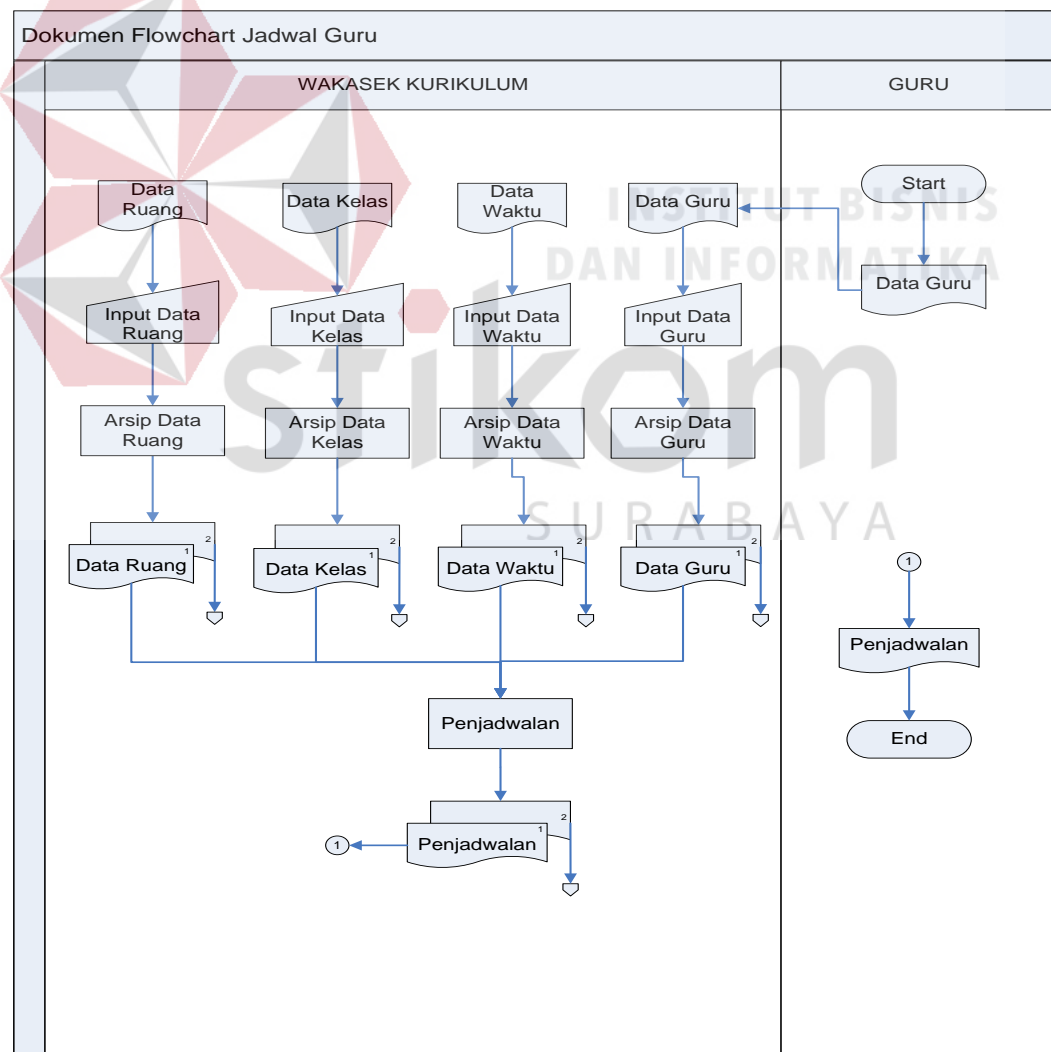 Dokumen Flowchart Jadwal Guru
WAKASEK KURIKULUM
GURU
Data
Ruang
Data Kelas
Data
Waktu
Data Guru
Start
INSTITUT BISNIS
DAN INFORMATIKA
Data Guru
Input Data
Ruang
Input Data
Kelas
Input Data
Waktu
Input Data
Guru
stikom
Arsip Data
Ruang
Arsip Data
Kelas
Arsip Data
Waktu
Arsip Data
Guru
SURABAYA
2
1
Data Ruang
2
1
Data Kelas
2
1
Data Waktu
2
1
Data Guru
1
Penjadwalan
End
Penjadwalan
2
1
Penjadwalan
1